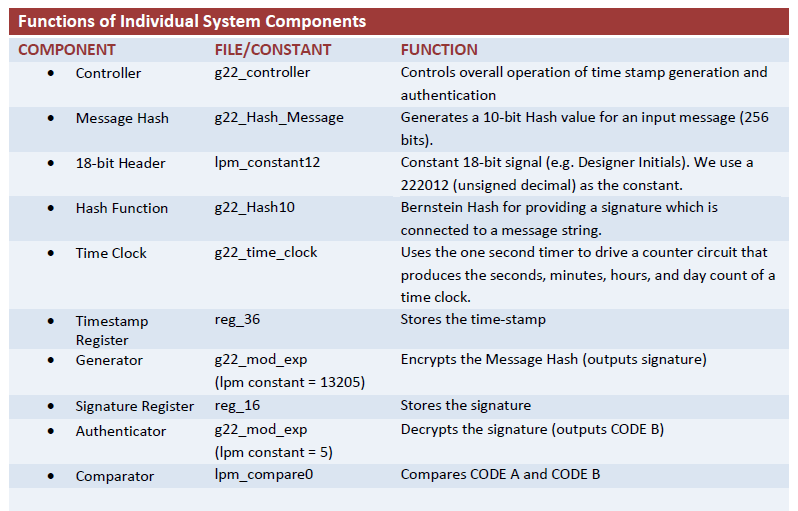 Functions of Individual System Components
COMPONENT FILE/CONSTANT FUNCTION
• Controller g22_controller Controls overall operation of time stamp generation and
authentication
• Message Hash g22_Hash_Message Generates a 10-bit Hash value for an input message (256
bits).
• 18-bit Header lpm_constant12 Constant 18-bit signal (e.g. Designer Initials). We use a
222012 (unsigned decimal) as the constant.
• Hash Function g22_Hash10 Bernstein Hash for providing a signature which is
connected to a message string.
• Time Clock g22_time_clock Uses the one second timer to drive a counter circuit that
produces the seconds, minutes, hours, and day count of a
time clock.
• Timestamp reg_36 Stores the time-stamp
Register
• Generator g22_mod_exp Encrypts the Message Hash (outputs signature)
(lpm constant = 13205)
• Signature Register reg_16 Stores the signature
• Authenticator g22_mod_exp Decrypts the signature (outputs CODE B)
(lpm constant = 5)
• Comparator lpm_compare0 Compares CODE A and CODE B